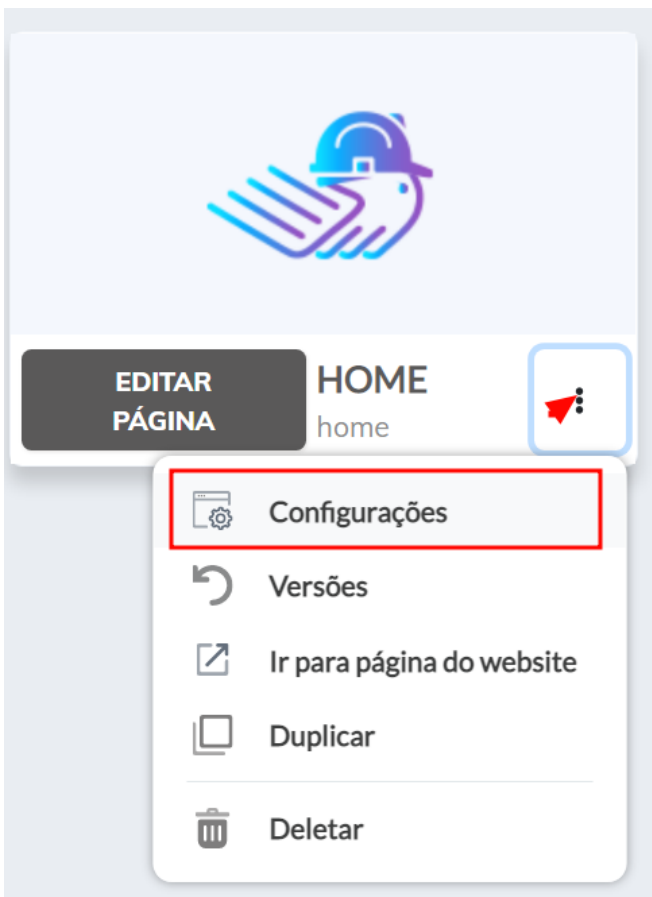 EDITAR
PÁGINA
HOME
home
Configurações
Versões
Ir para página do website
Duplicar
Deletar